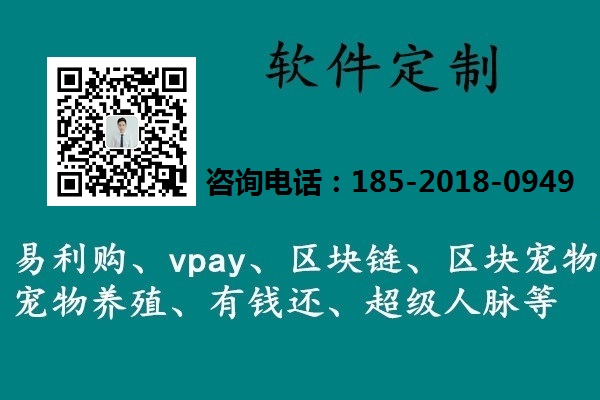 软件定制
咨询电话：185-2018-0949
易利购、vpay、区块链、区块宠物
宠物养殖、有钱还、超级人脉等